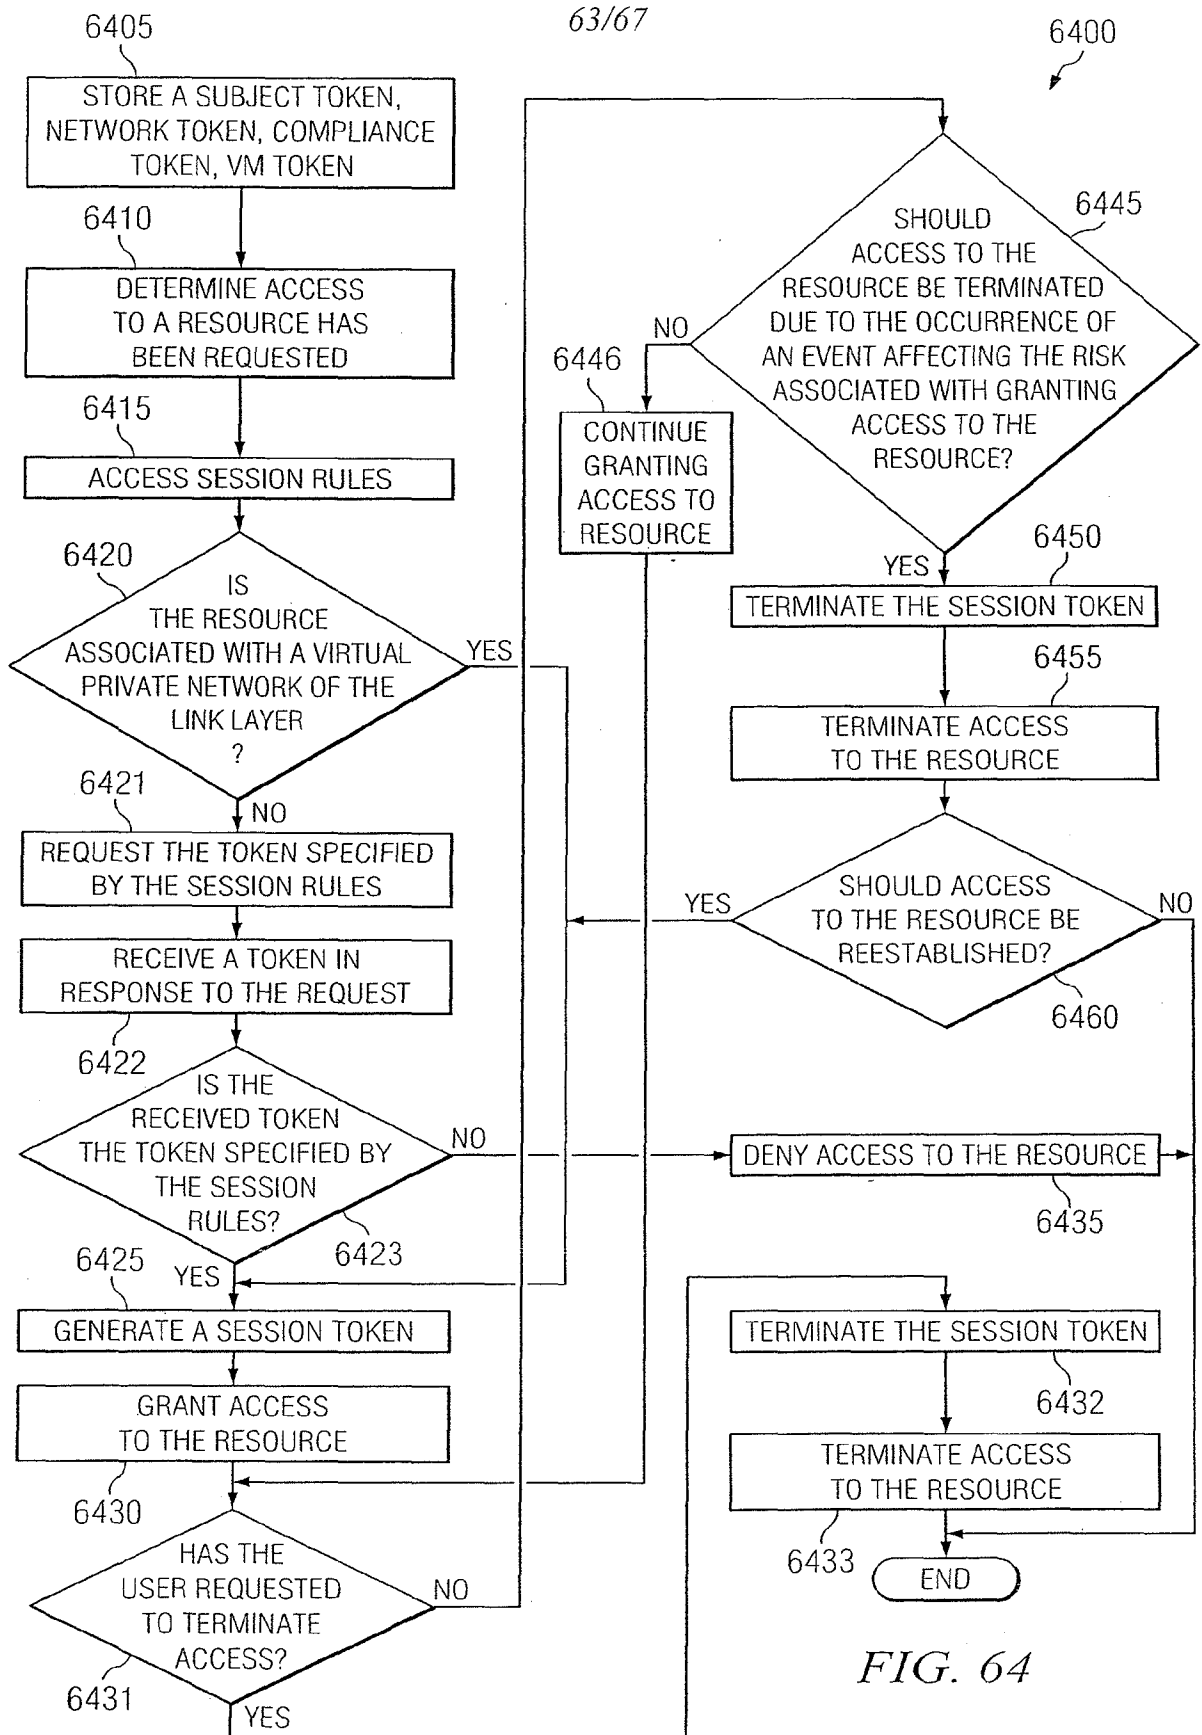 63/67
6400
6405
STORE A SUBJECT TOKEN,
NETWORK TOKEN, COMPLIANCE
TOKEN, VM TOKEN
6410
DETERMINE ACCESS
TO A RESOURCE HAS
BEEN REQUESTED
6415
ACCESS SESSION RULES
6420
IS
THE RESOURCE
ASSOCIATED WITH A VIRTUAL
PRIVATE NETWORK OF THE
LINK LAYER
?
YES
NO
6421
REQUEST THE TOKEN SPECIFIED
BY THE SESSION RULES
RECEIVE A TOKEN IN
RESPONSE TO THE REQUEST
6422
IS THE
RECEIVED TOKEN
THE TOKEN SPECIFIED BY
THE SESSION
RULES?
NO
6423
YES
6425
GENERATE A SESSION TOKEN
GRANT ACCESS
TO THE RESOURCE
6430
HAS THE
USER REQUESTED
TO TERMINATE
ACCESS?
NO
6431
YES
6445
SHOULD
ACCESS TO THE
RESOURCE BE TERMINATED
DUE TO THE OCCURRENCE OF
AN EVENT AFFECTING THE RISK
ASSOCIATED WITH GRANTING
ACCESS TO THE
RESOURCE?
NO
6446
CONTINUE
GRANTING
ACCESS TO
RESOURCE
YES
6450
TERMINATE THE SESSION TOKEN
6455
TERMINATE ACCESS
TO THE RESOURCE
SHOULD ACCESS
TO THE RESOURCE BE
REESTABLISHED?
YES
NO
6460
DENY ACCESS TO THE RESOURCE
6435
TERMINATE THE SESSION TOKEN
6432
TERMINATE ACCESS
TO THE RESOURCE
6433
END
FIG. 64